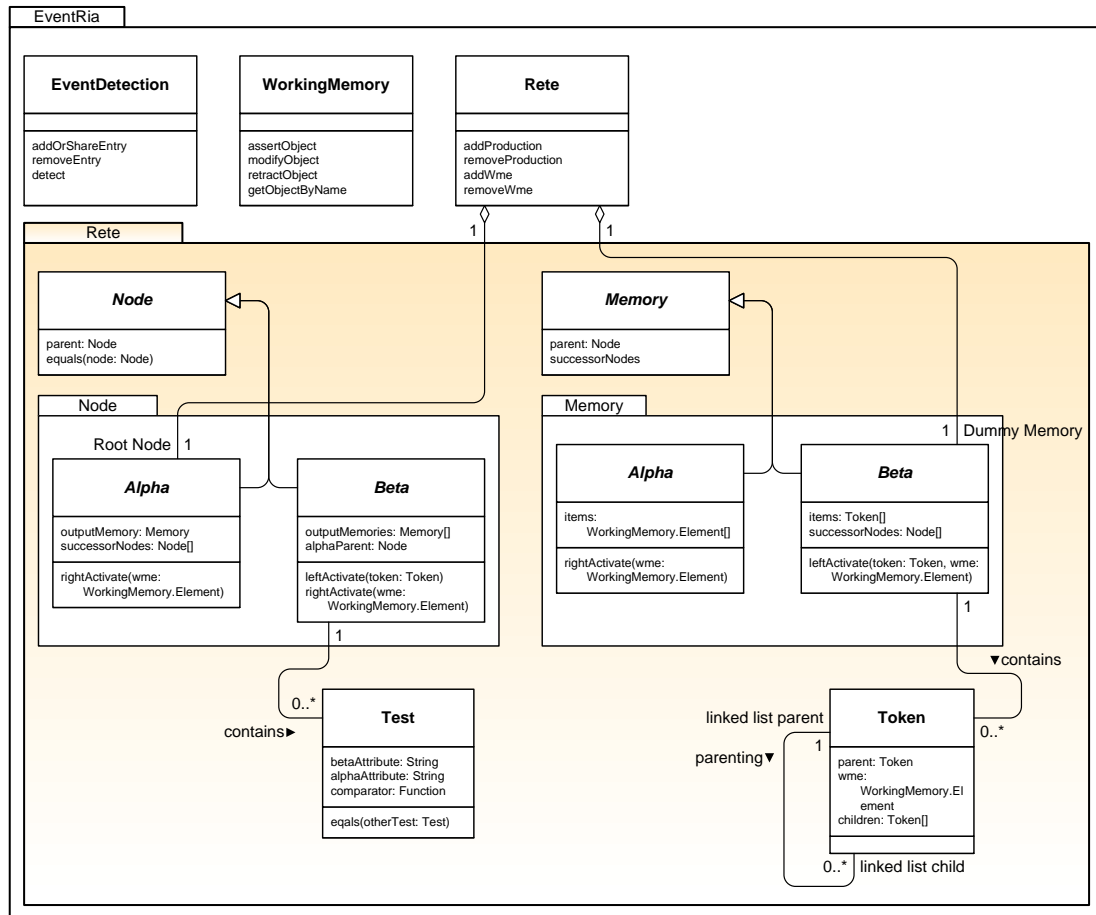 EventRia
EventDetection
addOrShareEntry
removeEntry
detect
WorkingMemory
assertObject
modifyObject
retractObject
getObjectByName
Rete
addProduction
removeProduction
addWme
removeWme
1
1
Rete
Node
parent: Node
equals(node: Node)
Memory
parent: Node
successorNodes
Node
Root Node
1
Alpha
outputMemory: Memory
successorNodes: Node[]
rightActivate(wme:
WorkingMemory.Element)
Beta
outputMemories: Memory[]
alphaParent: Node
leftActivate(token: Token)
rightActivate(wme:
WorkingMemory.Element)
1
Memory
1
Dummy Memory
Alpha
items:
WorkingMemory.Element[]
rightActivate(wme:
WorkingMemory.Element)
Beta
items: Token[]
successorNodes: Node[]
leftActivate(token: Token, wme:
WorkingMemory.Element)
1
▼contains
0..*
contains►
Test
betaAttribute: String
alphaAttribute: String
comparator: Function
eqals(otherTest: Test)
linked list parent
1
parenting▼
Token
0..*
parent: Token
wme:
WorkingMemory.El
ement
children: Token[]
0..*
linked list child